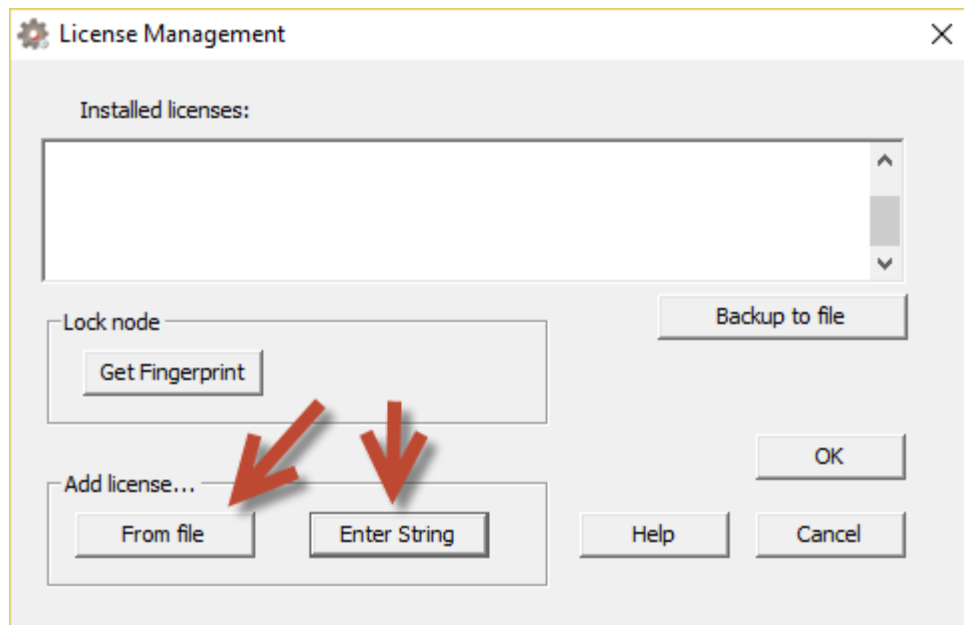 License Management
Installed licenses:
Backup to file
Lock node
Get Fingerprint
OK
Add license...
From file
Enter String
Help
Cancel